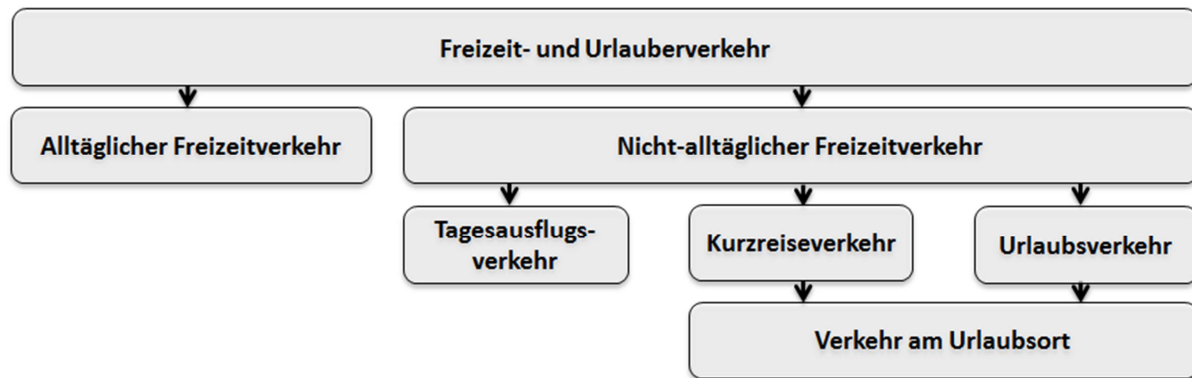 Freizeit- und Urlauberverkehr
Alltäglicher Freizeitverkehr
Nicht-alltäglicher Freizeitverkehr
Tagesausflugs-
verkehr
Kurzreiseverkehr
Urlaubsverkehr
Verkehr am Urlaubsort